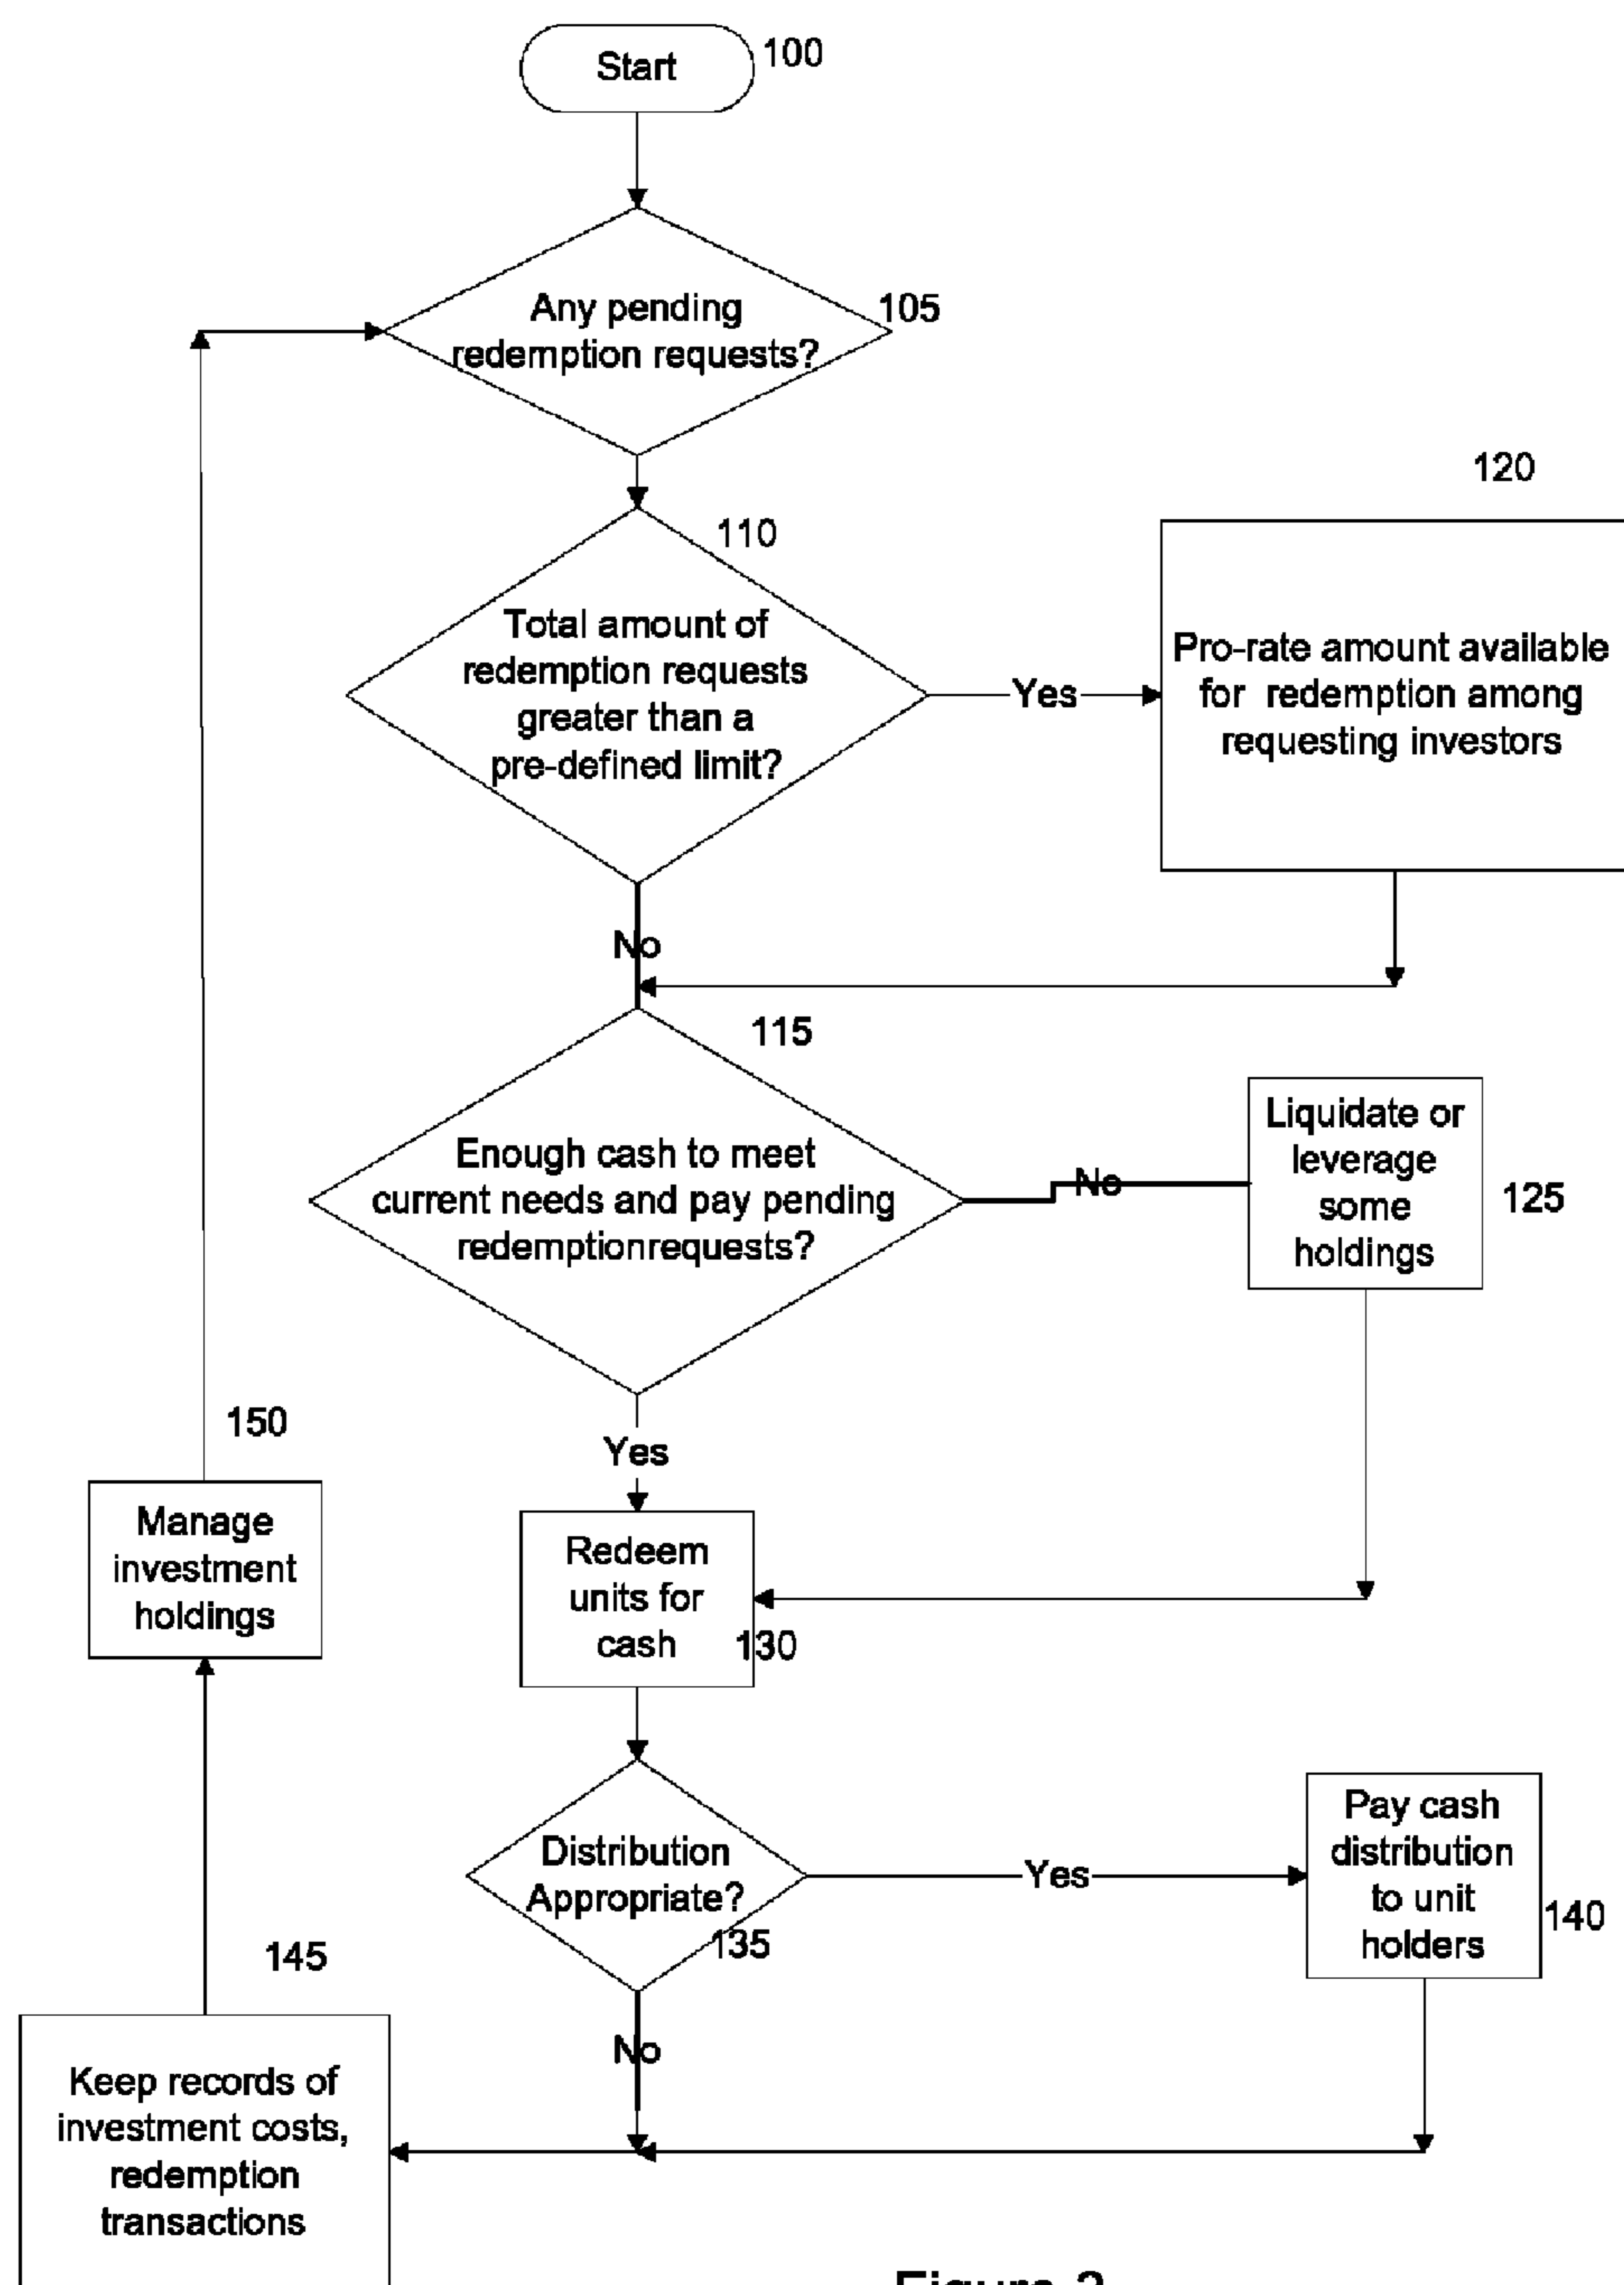 Start
100
Any pending
redemption requests?
105
110
Total amount of
redemption requests
greater than a
pre-defined limit?
Yes
120
Pro-rate amount available
for redemption among
requesting investors
No
115
Enough cash to meet
current needs and pay pending
redemptionrequests?
No
Liquidate or
leverage
some
holdings
125
Yes
150
Manage
investment
holdings
Redeem
units for
cash
130
Distribution
Appropriate?
135
Yes
Pay cash
distribution
to unit
holders
140
No
145
Keep records of
investment costs,
redemption
transactions
Figure